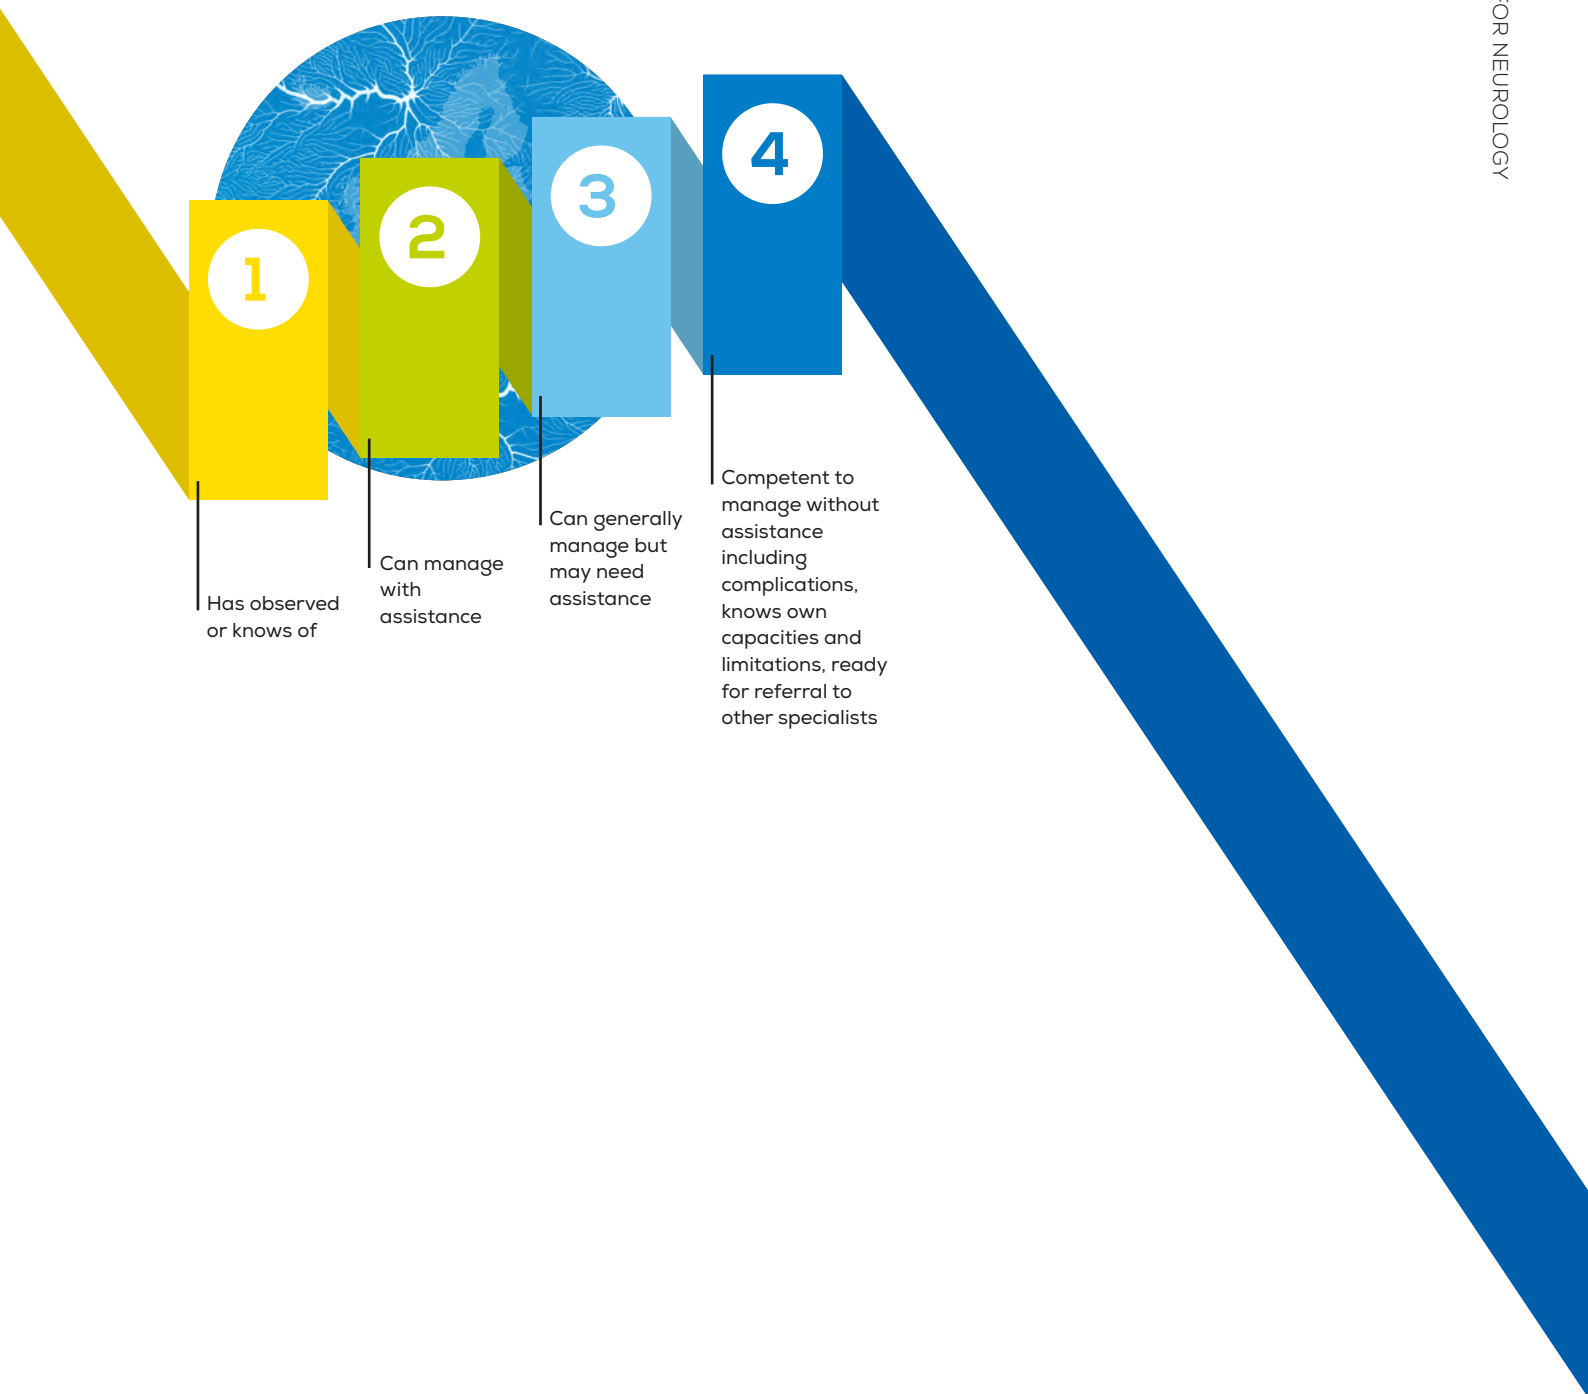 FOR NEUROLOGY
1
2
3
4
Has observed
or knows of
Can manage
with
assistance
Can generally
manage but
may need
assistance
Competent to
manage without
assistance
including
complications,
knows own
capacities and
limitations, ready
for referral to
other specialists